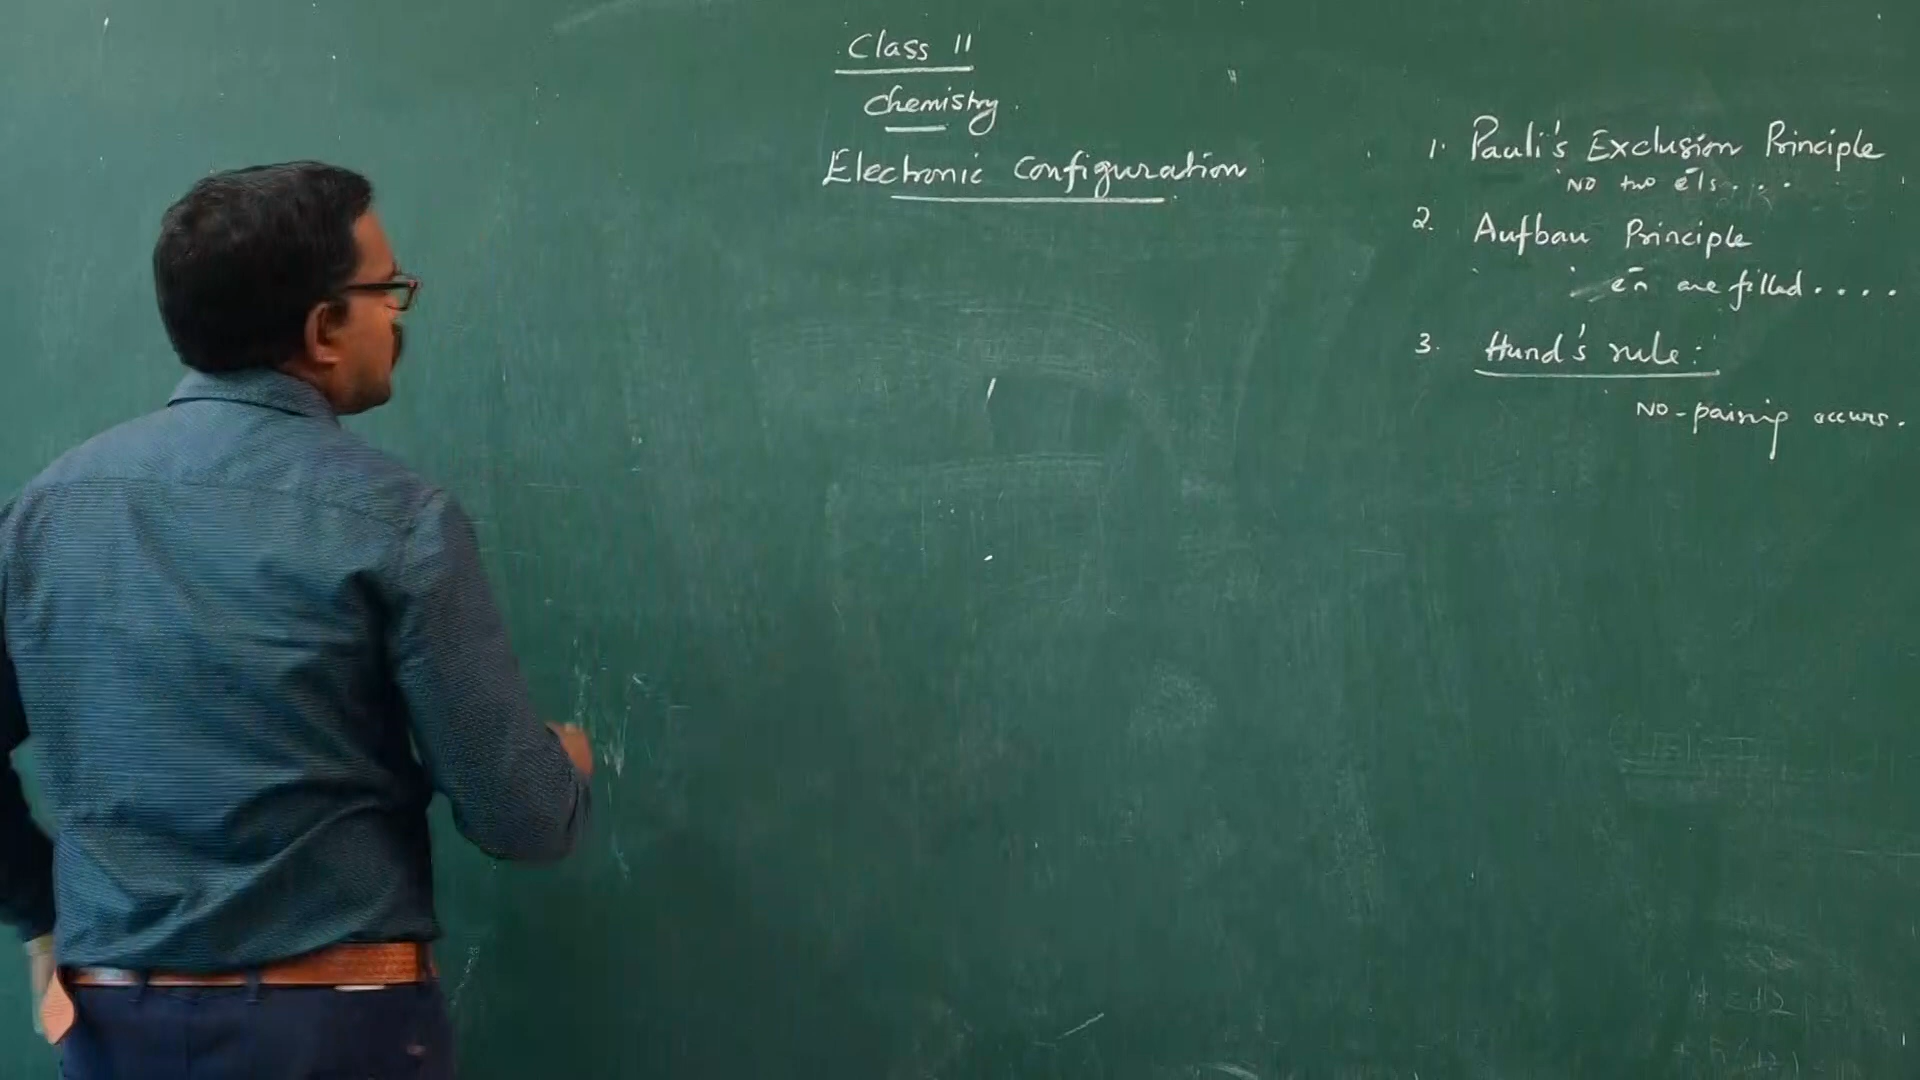 Class 11
Chemistry.
Electronic Configuration
1. Pauli's Exclusion Principle
No two e̅ls...
2. Aufbau Principle
e̅n are filled....
3. Hund's rule:
NO-pairing occurs.